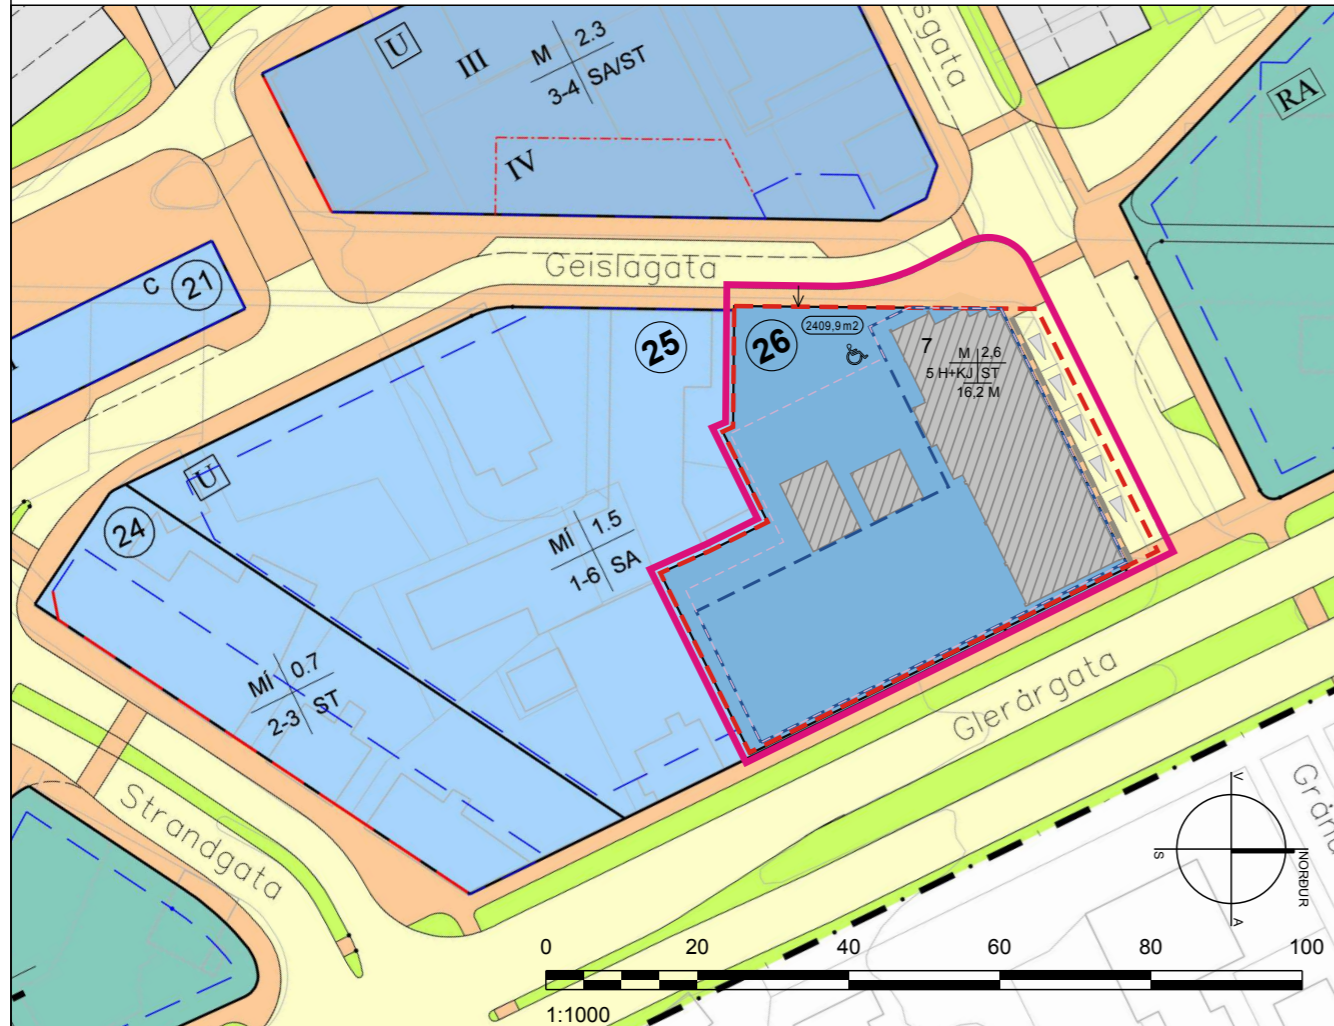 U
III
M 2.3
3-4 SA/ST
IV
RA
Geislagata
C 21
25
26
2409,9 m2
7
M 2,6
5 H+KJ ST
16,2 M
U
24
MÍ 1.5
1-6 SA
MÍ 0.7
2-3 ST
Glerárgata
Strandgata
V
S
NORÐUR
A
0 20 40 60 80 100
1:1000